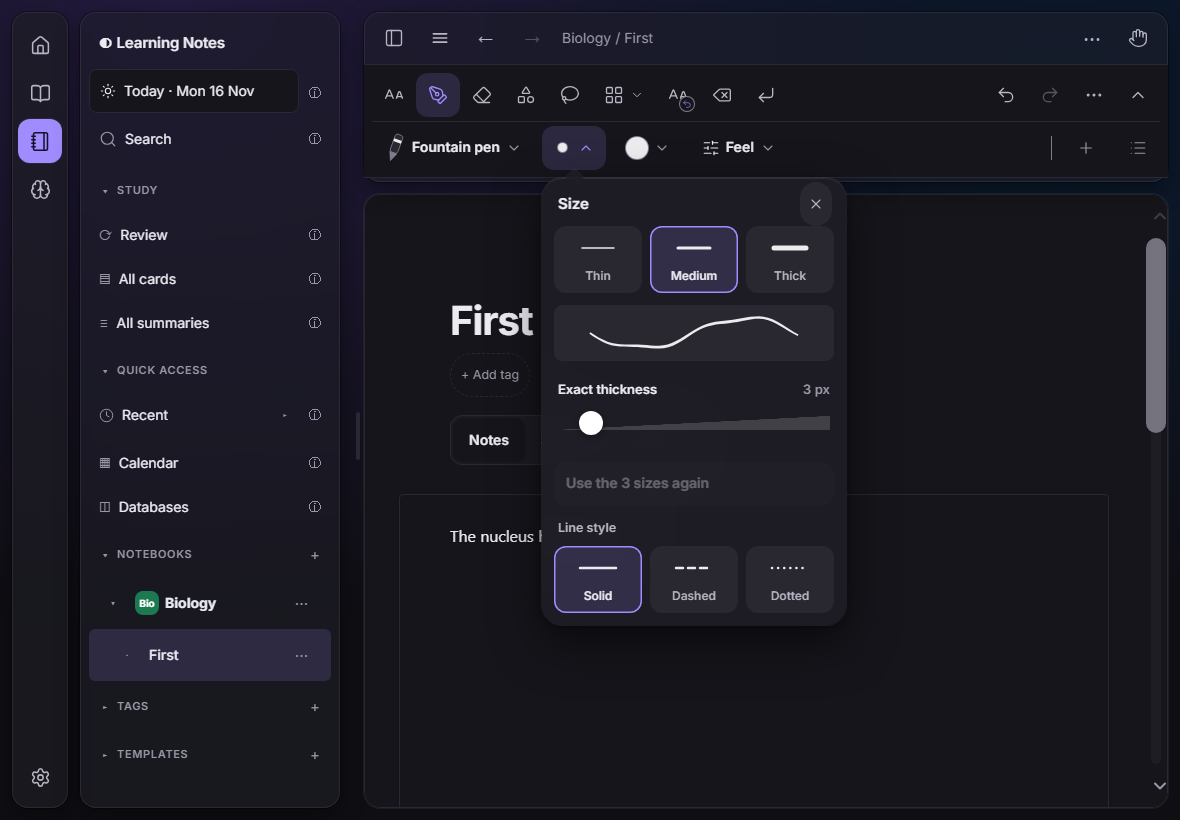 Learning Notes
Today · Mon 16 Nov
Search
STUDY
Review
All cards
All summaries
QUICK ACCESS
Recent
Calendar
Databases
NOTEBOOKS
Bio Biology
First
TAGS
TEMPLATES
Biology / First
AA
AA
Fountain pen
Feel
Size
Thin
Medium
Thick
Exact thickness
3 px
Use the 3 sizes again
Line style
Solid
Dashed
Dotted
First
+ Add tag
Notes
The nucleus